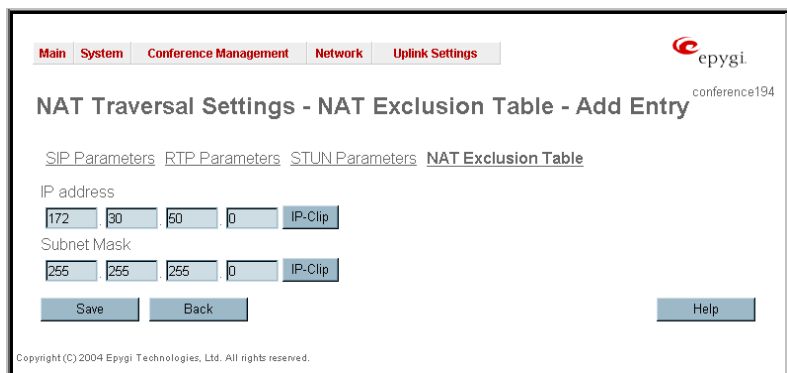 Main System Conference Management Network Uplink Settings
epygi
conference194
NAT Traversal Settings - NAT Exclusion Table - Add Entry
SIP Parameters RTP Parameters STUN Parameters NAT Exclusion Table
IP address
172 . 30 . 50 . 0 IP-Clip
Subnet Mask
255 . 255 . 255 . 0 IP-Clip
Save Back Help
Copyright (C) 2004 Epygi Technologies, Ltd. All rights reserved.